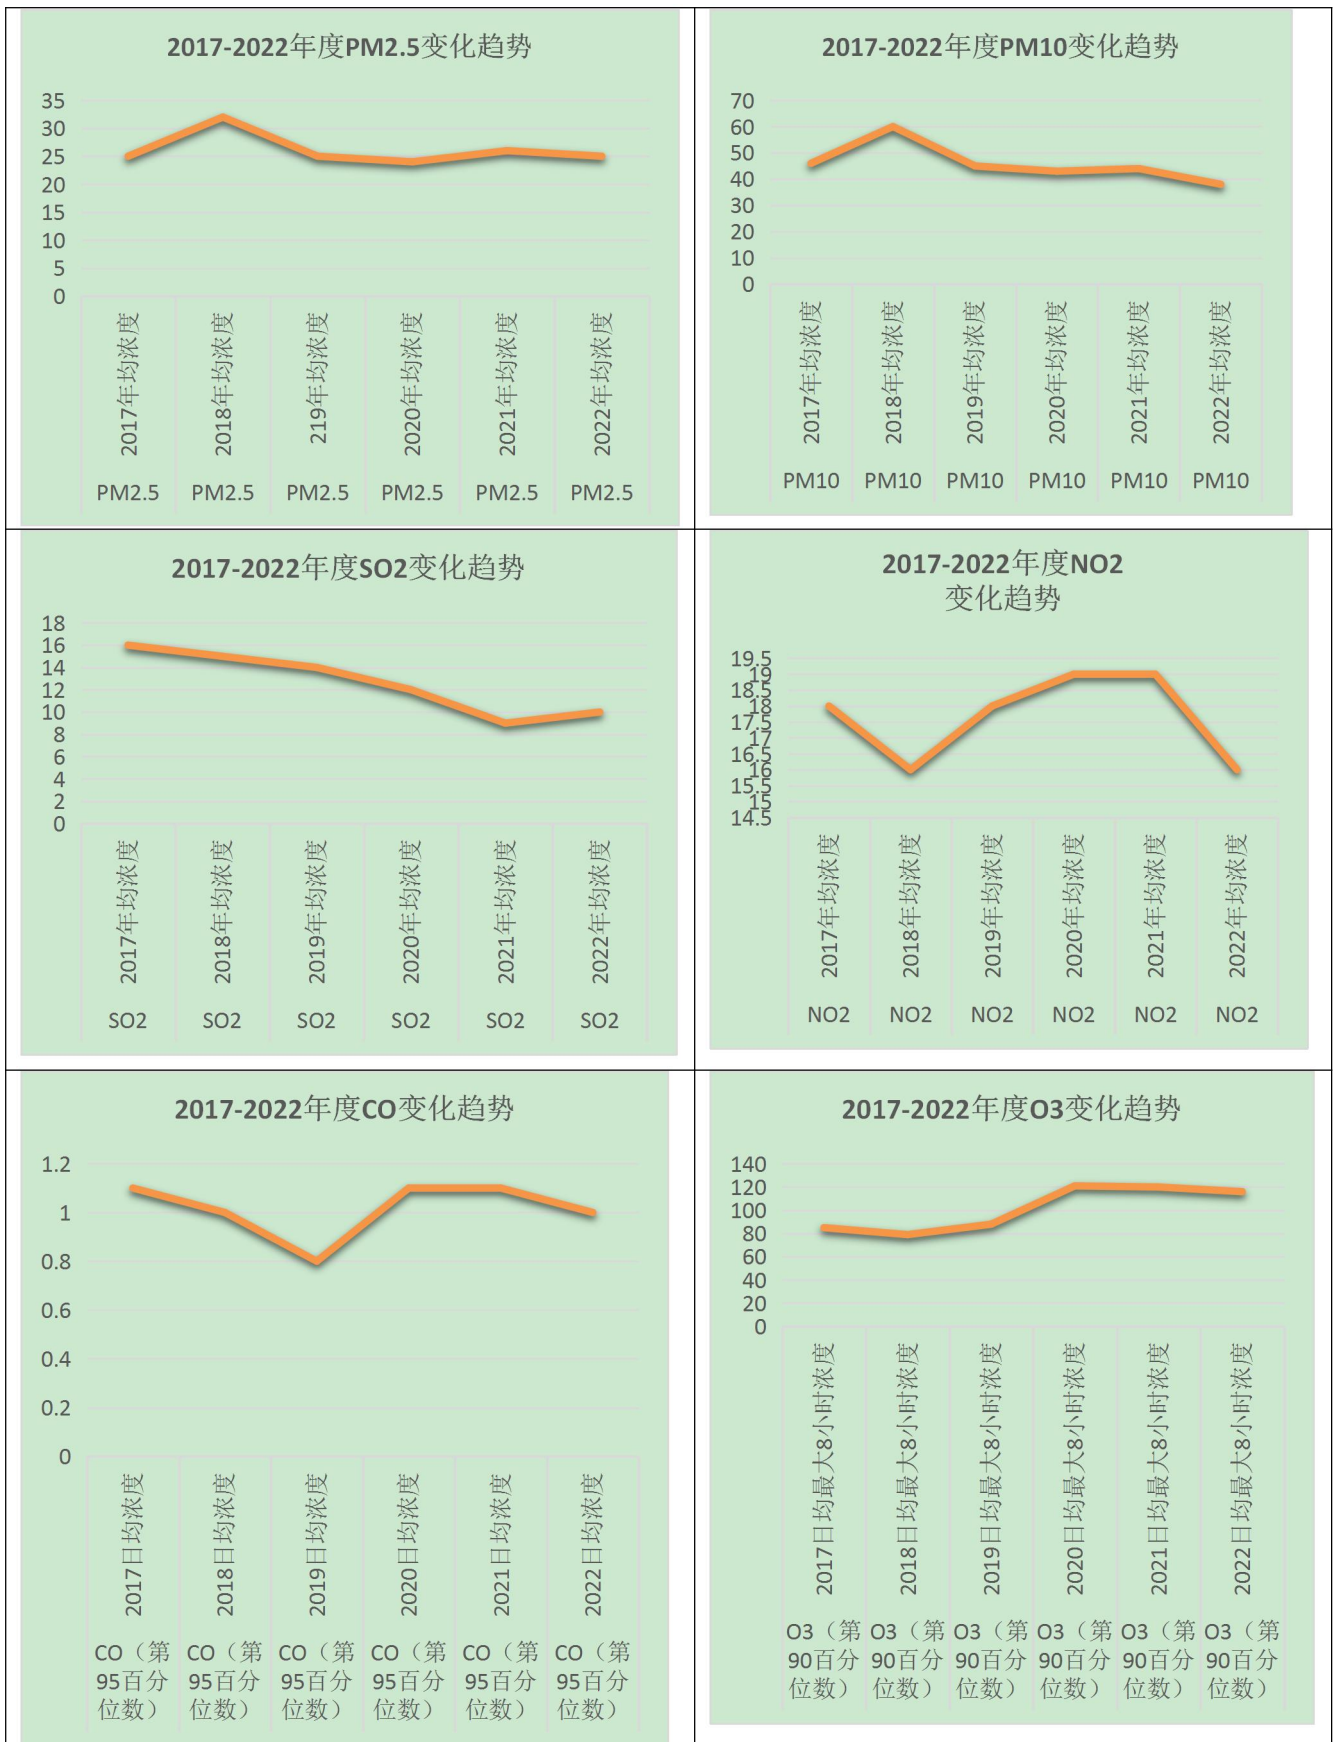 2017-2022年度PM2.5变化趋势
35
30
25
20
15
10
5
0
2017年均浓度
2018年均浓度
219年均浓度
2020年均浓度
2021年均浓度
2022年均浓度
PM2.5 PM2.5 PM2.5 PM2.5 PM2.5 PM2.5
2017-2022年度PM10变化趋势
70
60
50
40
30
20
10
0
2017年均浓度
2018年均浓度
2019年均浓度
2020年均浓度
2021年均浓度
2022年均浓度
PM10 PM10 PM10 PM10 PM10 PM10
2017-2022年度SO2变化趋势
18
16
14
12
10
8
6
4
2
0
2017年均浓度
2018年均浓度
2019年均浓度
2020年均浓度
2021年均浓度
2022年均浓度
SO2 SO2 SO2 SO2 SO2 SO2
2017-2022年度NO2
变化趋势
19.5
19
18.5
18
17.5
17
16.5
16
15.5
15
14.5
2017年均浓度
2018年均浓度
2019年均浓度
2020年均浓度
2021年均浓度
2022年均浓度
NO2 NO2 NO2 NO2 NO2 NO2
2017-2022年度CO变化趋势
1.2
1
0.8
0.6
0.4
0.2
0
2017日均浓度
2018日均浓度
2019日均浓度
2020日均浓度
2021日均浓度
2022日均浓度
CO（第 CO（第 CO（第 CO（第 CO（第 CO（第
95百分 95百分 95百分 95百分 95百分 95百分
位数） 位数） 位数） 位数） 位数） 位数）
2017-2022年度O3变化趋势
140
120
100
80
60
40
20
0
2017日均最大8小时浓度
2018日均最大8小时浓度
2019日均最大8小时浓度
2020日均最大8小时浓度
2021日均最大8小时浓度
2022日均最大8小时浓度
O3（第 O3（第 O3（第 O3（第 O3（第 O3（第
90百分 90百分 90百分 90百分 90百分 90百分
位数） 位数） 位数） 位数） 位数） 位数）